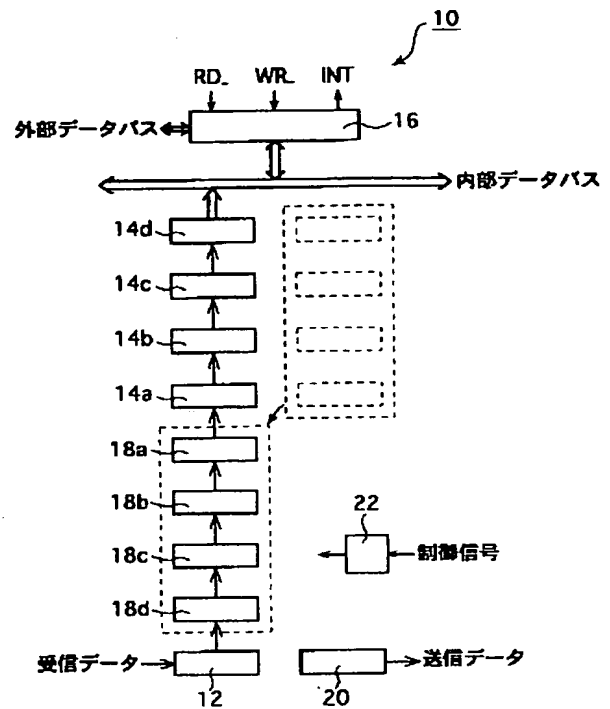 10
RD_ WR_ INT
外部データバス 16
内部データバス
14d
14c
14b
14a
18a
18b
22
18c 制御信号
18d
受信データ 送信データ
12 20